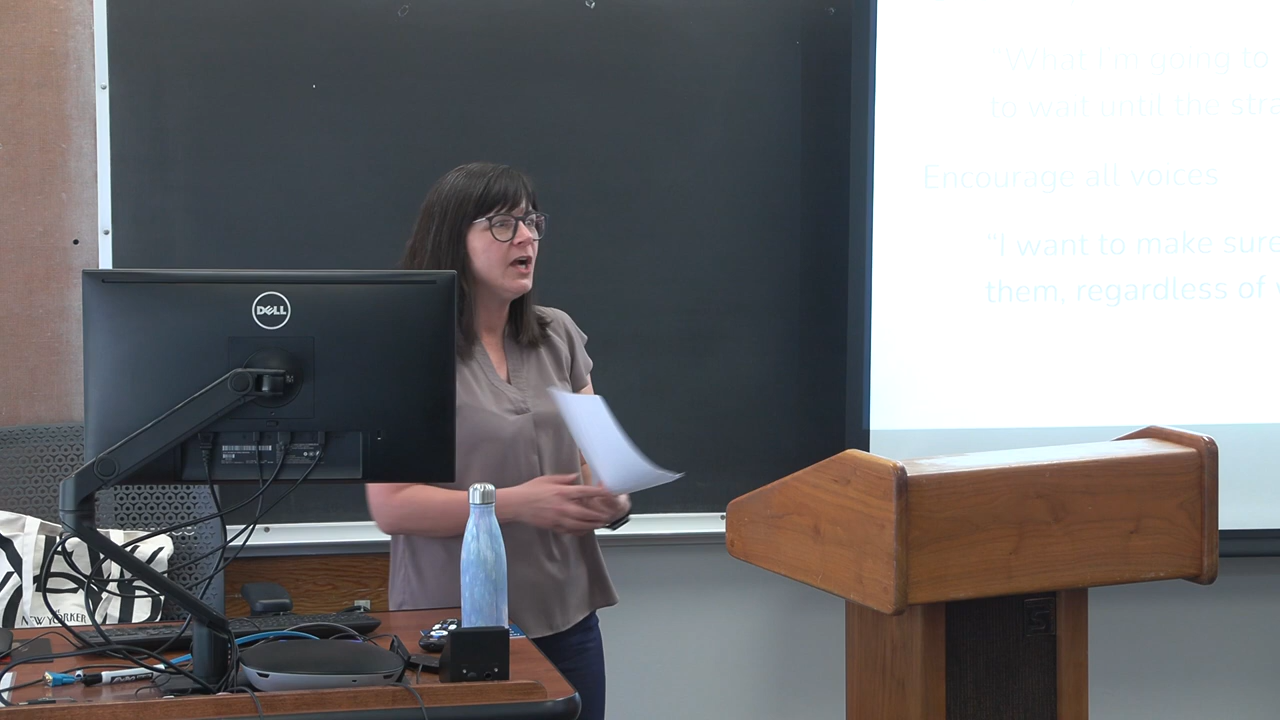 "What I'm going to
to wait until the stra
Encourage all voices
"I want to make sure
them, regardless of
DELL
NEW YORKER